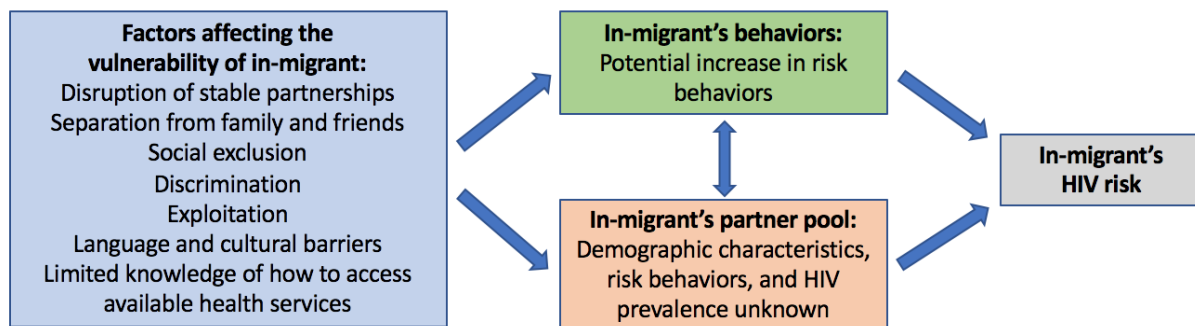 Factors affecting the
vulnerability of in-migrant:
Disruption of stable partnerships
Separation from family and friends
Social exclusion
Discrimination
Exploitation
Language and cultural barriers
Limited knowledge of how to access
available health services
In-migrant's behaviors:
Potential increase in risk
behaviors
In-migrant's partner pool:
Demographic characteristics,
risk behaviors, and HIV
prevalence unknown
In-migrant's
HIV risk